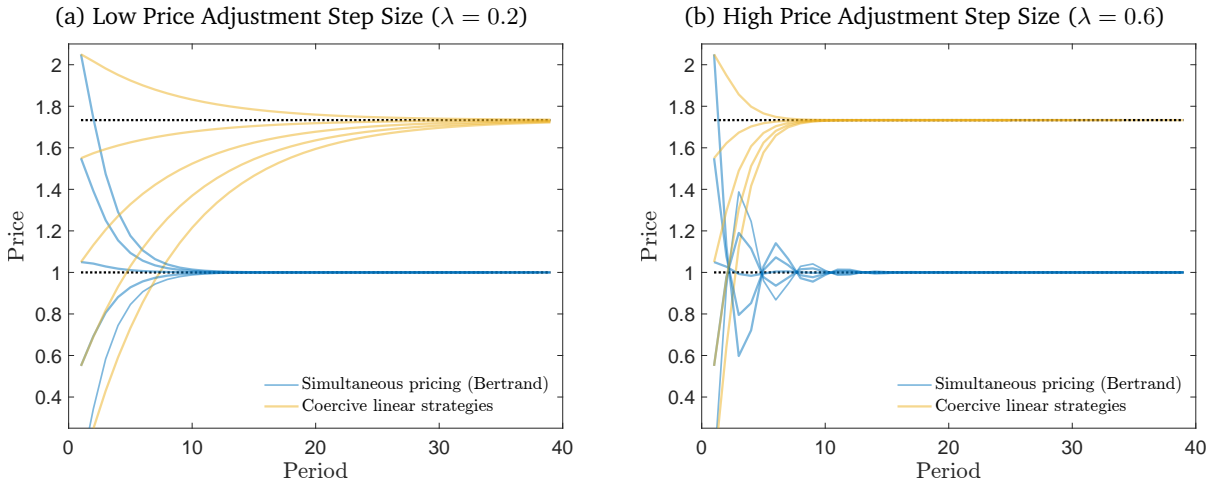 (a) Low Price Adjustment Step Size (λ = 0.2)
2
1.8
1.6
1.4
1.2
1
0.8
0.6
0.4
Price
Simultaneous pricing (Bertrand)
Coercive linear strategies
0 10 20 30 40
Period
(b) High Price Adjustment Step Size (λ = 0.6)
2
1.8
1.6
1.4
1.2
1
0.8
0.6
0.4
Price
Simultaneous pricing (Bertrand)
Coercive linear strategies
0 10 20 30 40
Period